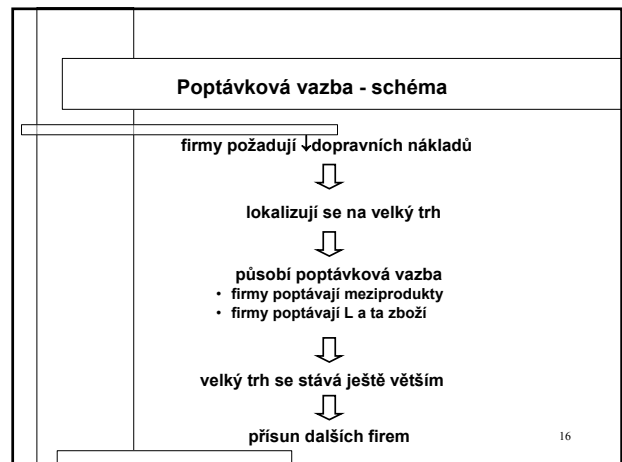 Poptávková vazba - schéma
firmy požadují ↓dopravních nákladů
lokalizují se na velký trh
působí poptávková vazba
• firmy poptávají meziprodukty
• firmy poptávají L a ta zboží
velký trh se stává ještě větším
přísun dalších firem
16